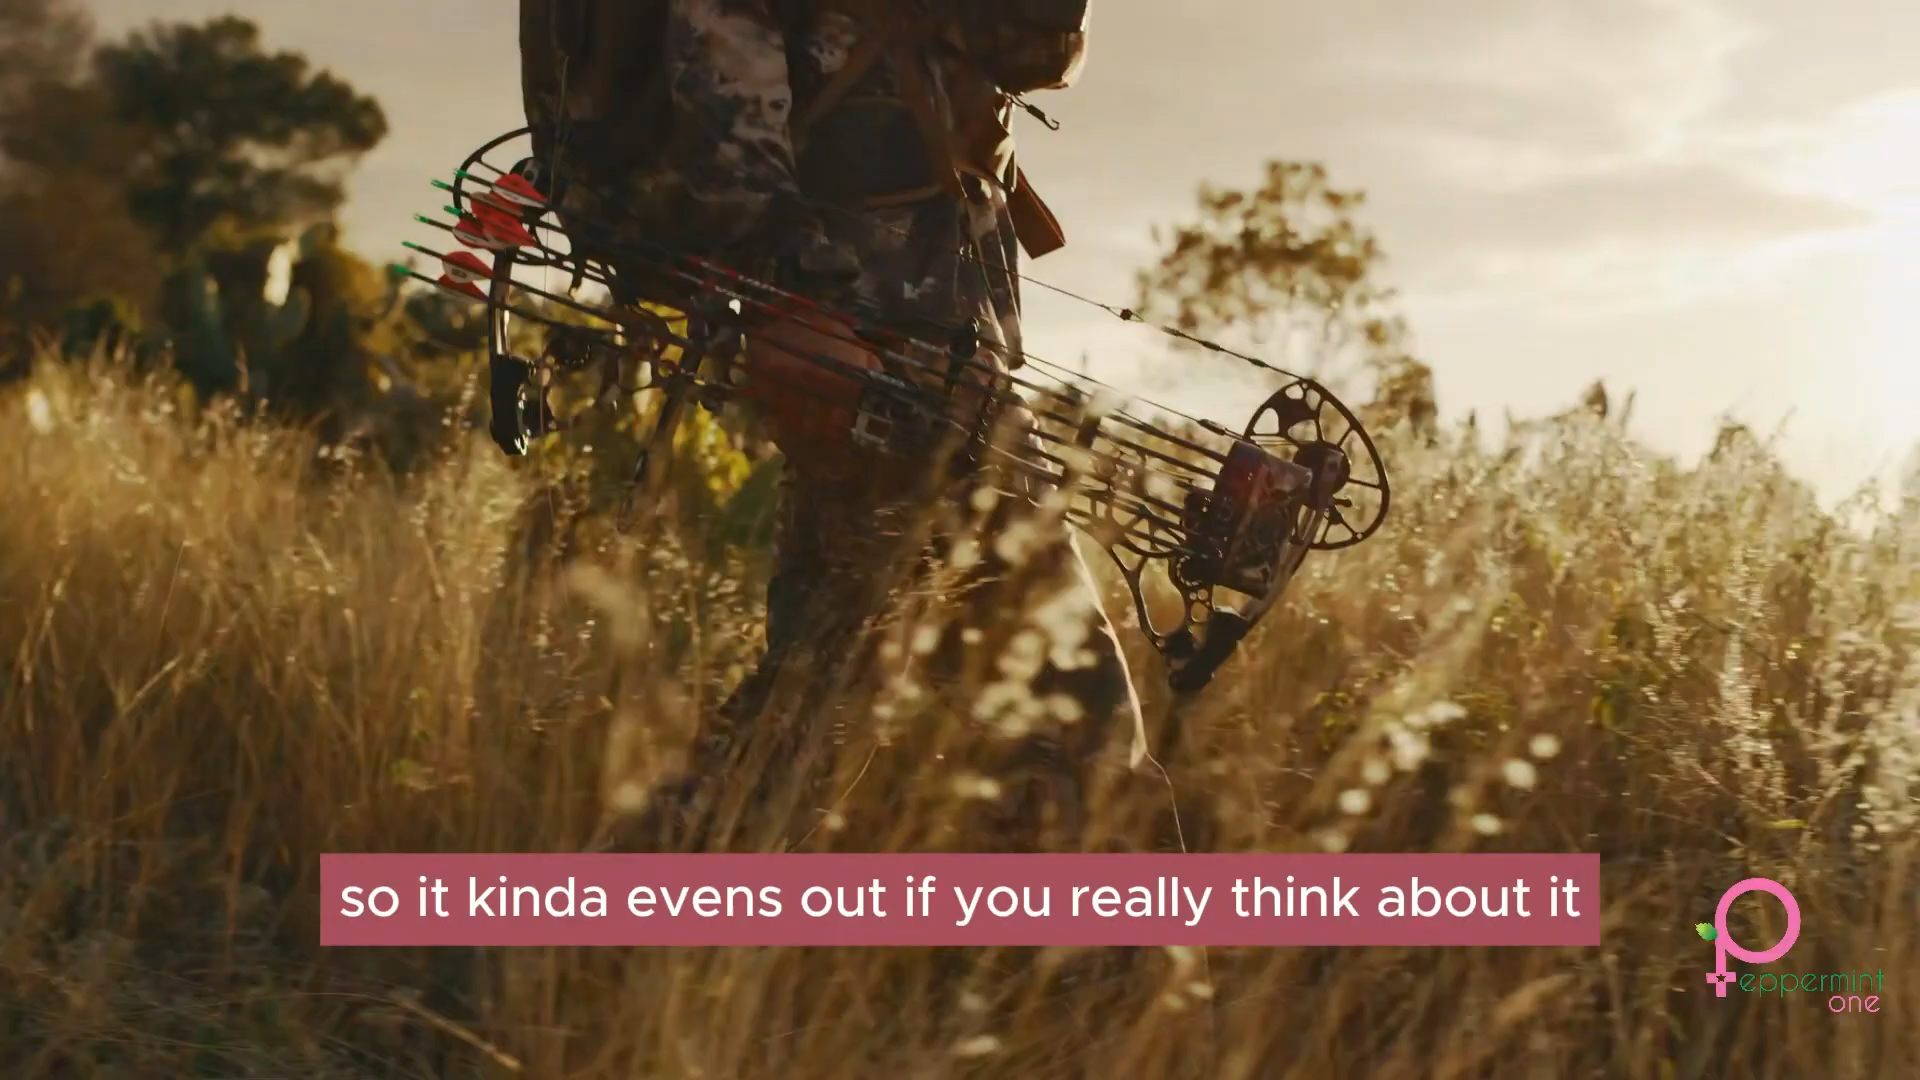 so it kinda evens out if you really think about it
Peppermint
one